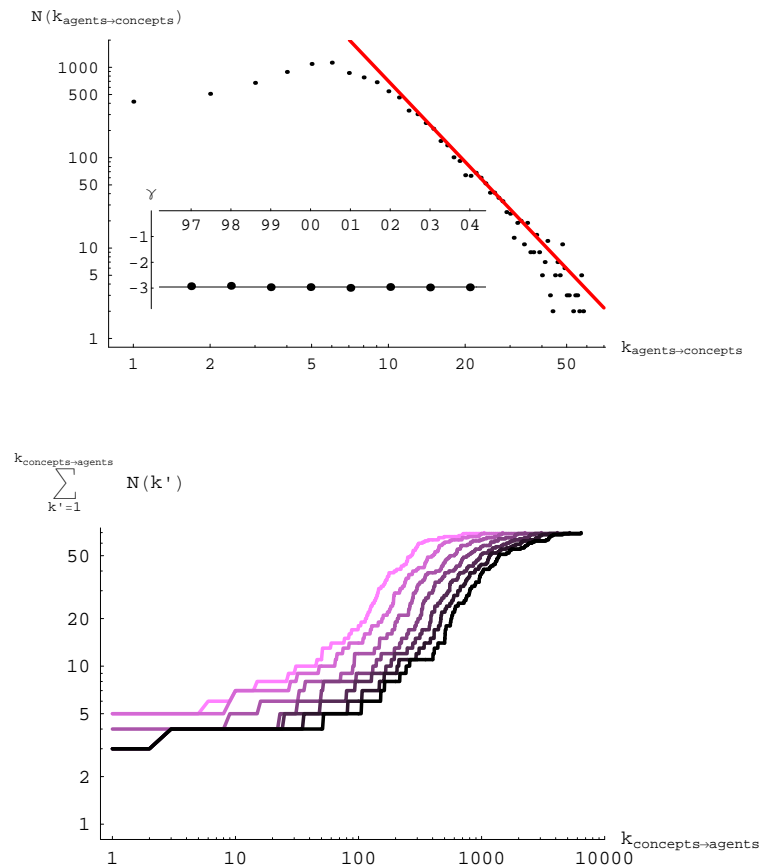 N(k_agents→concepts)
1000
500
100
50
10
5
1
γ
97 98 99 00 01 02 03 04
-1
-2
-3
1 2 5 10 20 50
k_agents→concepts
k_concepts→agents
∑ N(k')
k'=1
50
20
10
5
2
1
1 10 100 1000 10000
k_concepts→agents